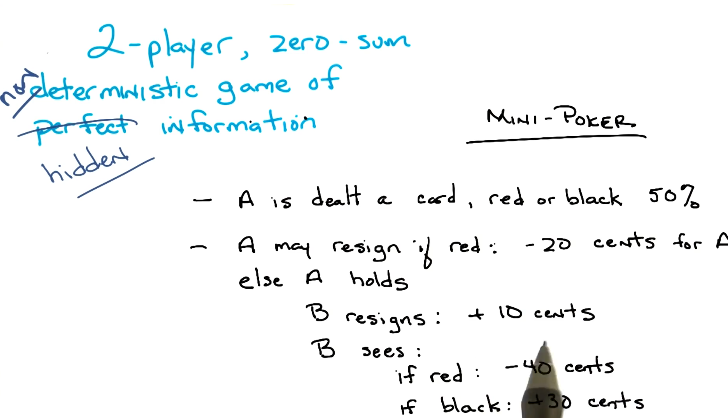 2-player, zero-sum
non deterministic game of
perfect information
hidden
MINI-POKER
- A is dealt a card, red or black 50%
- A may resign if red: -20 cents for A
else A holds
B resigns: +10 cents
B sees:
if red: -40 cents
if black: +30 cents